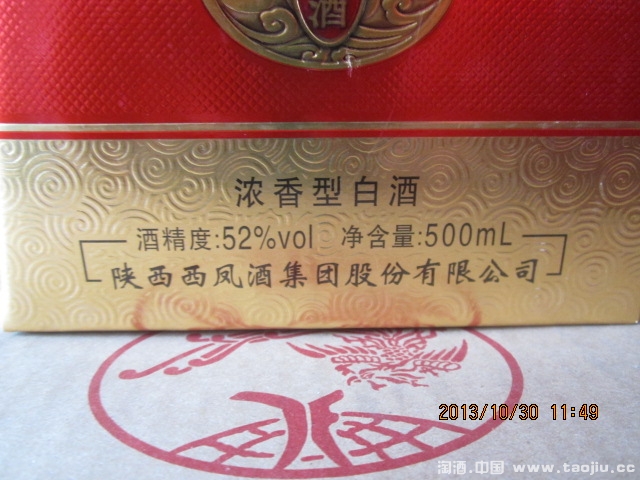 酒
浓香型白酒
酒精度:52%vol 净含量:500mL
陕西西凤酒集团股份有限公司
2013/10/30 11:49
淘酒.中国 www.taojiu.cc